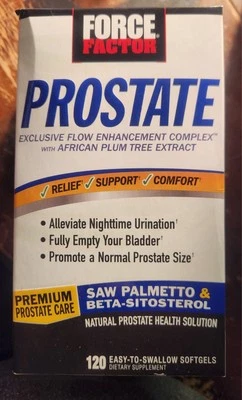 FORCE
FACTOR®
PROSTATE
EXCLUSIVE FLOW ENHANCEMENT COMPLEX™
WITH AFRICAN PLUM TREE EXTRACT
✓ RELIEF† ✓ SUPPORT† ✓ COMFORT†
• Alleviate Nighttime Urination†
• Fully Empty Your Bladder†
• Promote a Normal Prostate Size†
PREMIUM
PROSTATE CARE
SAW PALMETTO &
BETA-SITOSTEROL
NATURAL PROSTATE HEALTH SOLUTION
120 EASY-TO-SWALLOW SOFTGELS
DIETARY SUPPLEMENT